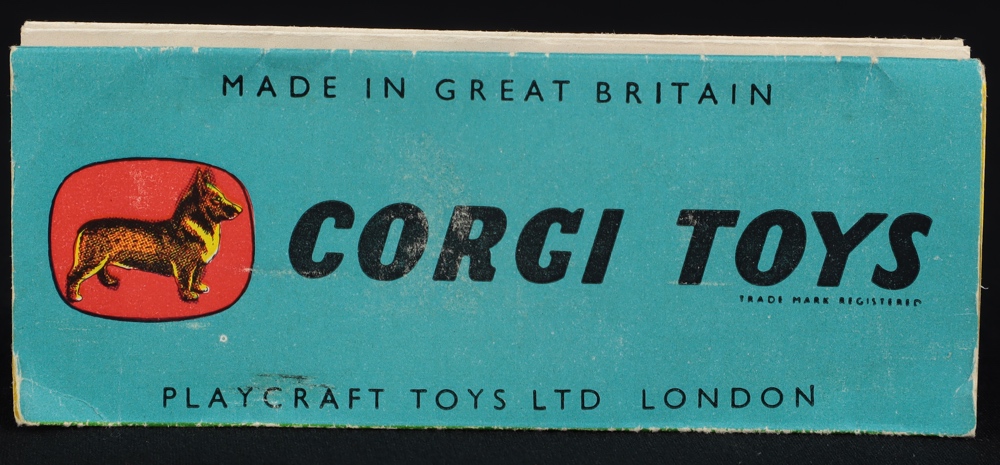 MADE IN GREAT BRITAIN
CORGI TOYS
TRADE MARK REGISTERED
PLAYCRAFT TOYS LTD LONDON